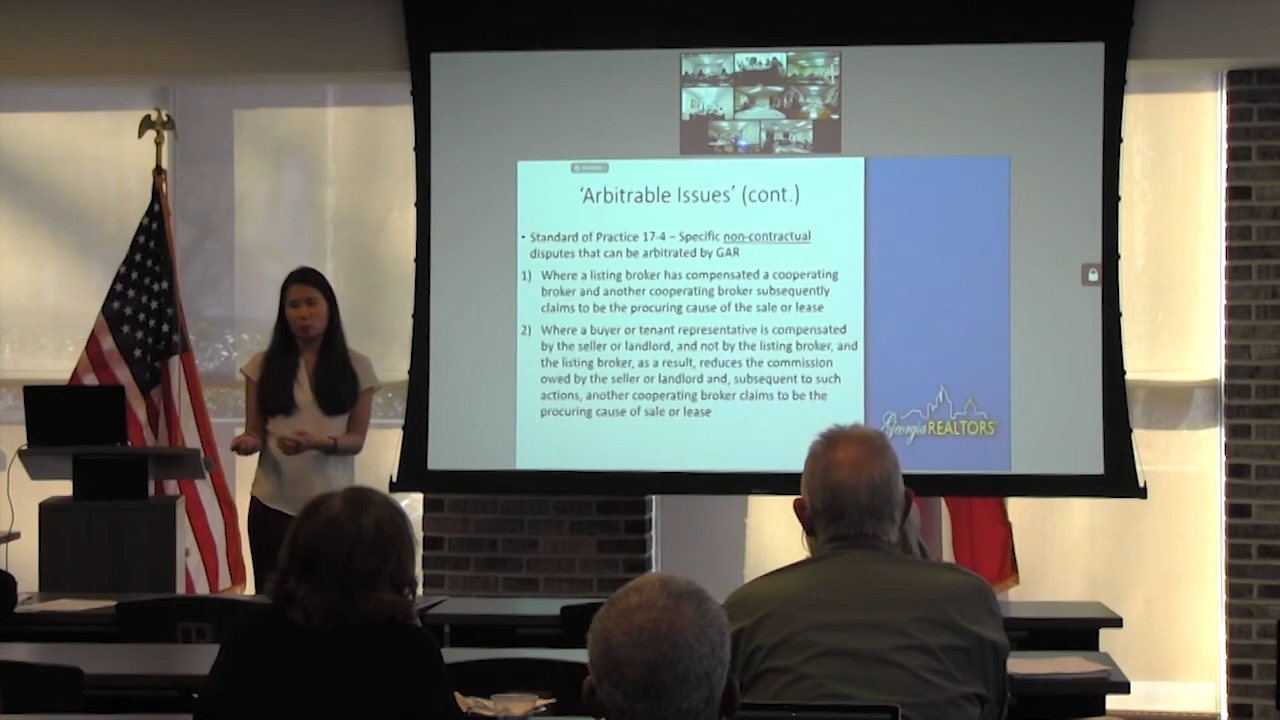 'Arbitrable Issues' (cont.)
• Standard of Practice 17-4 – Specific non-contractual
disputes that can be arbitrated by GAR
1) Where a listing broker has compensated a cooperating
broker and another cooperating broker subsequently
claims to be the procuring cause of the sale or lease
2) Where a buyer or tenant representative is compensated
by the seller or landlord, and not by the listing broker, and
the listing broker, as a result, reduces the commission
owed by the seller or landlord and, subsequent to such
actions, another cooperating broker claims to be the
procuring cause of sale or lease
Georgia REALTORS